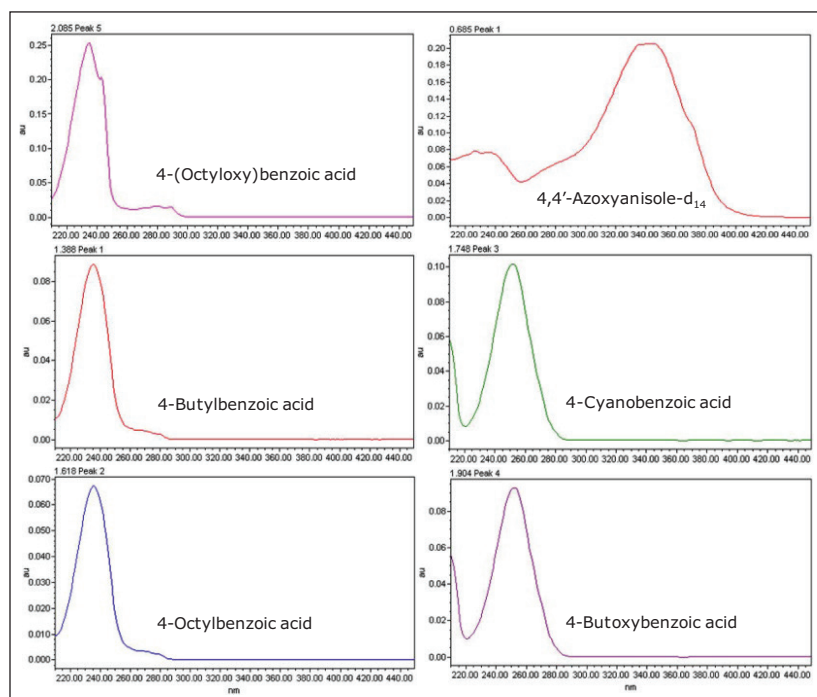 2.085 Peak 5
0.25
0.20
0.15
0.10
0.05
0.00
au
4-(Octyloxy)benzoic acid
220.00 240.00 260.00 280.00 300.00 320.00 340.00 360.00 380.00 400.00 420.00 440.00
0.685 Peak 1
0.20
0.18
0.16
0.14
0.12
0.10
0.08
0.06
0.04
0.02
0.00
au
4,4’-Azoxyanisole-d14
220.00 240.00 260.00 280.00 300.00 320.00 340.00 360.00 380.00 400.00 420.00 440.00
1.388 Peak 1
0.08
0.06
0.04
0.02
0.00
au
4-Butylbenzoic acid
220.00 240.00 260.00 280.00 300.00 320.00 340.00 360.00 380.00 400.00 420.00 440.00
1.748 Peak 3
0.10
0.08
0.06
0.04
0.02
0.00
au
4-Cyanobenzoic acid
220.00 240.00 260.00 280.00 300.00 320.00 340.00 360.00 380.00 400.00 420.00 440.00
1.618 Peak 2
0.070
0.060
0.050
0.040
0.030
0.020
0.010
0.000
au
4-Octylbenzoic acid
220.00 240.00 260.00 280.00 300.00 320.00 340.00 360.00 380.00 400.00 420.00 440.00
nm
1.904 Peak 4
0.08
0.06
0.04
0.02
0.00
au
4-Butoxybenzoic acid
220.00 240.00 260.00 280.00 300.00 320.00 340.00 360.00 380.00 400.00 420.00 440.00
nm